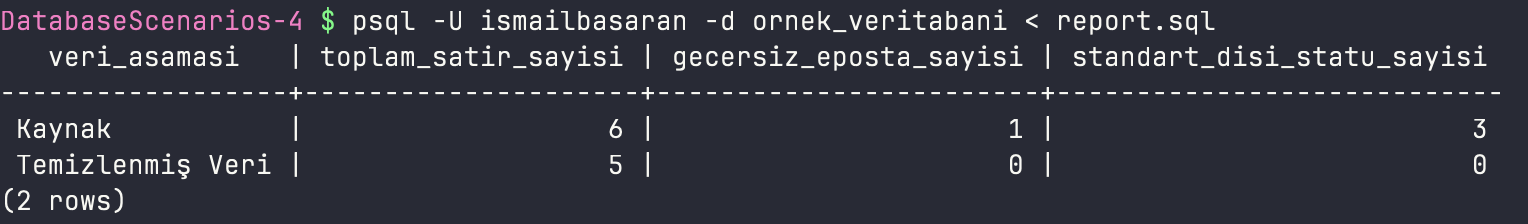 DatabaseScenarios-4 $ psql -U ismailbasaran -d ornek_veritabani < report.sql
   veri_asamasi   | toplam_satir_sayisi | gecersiz_eposta_sayisi | standart_disi_statu_sayisi
------------------+---------------------+------------------------+----------------------------
 Kaynak           |                   6 |                      1 |                          3
 Temizlenmiş Veri |                   5 |                      0 |                          0
(2 rows)